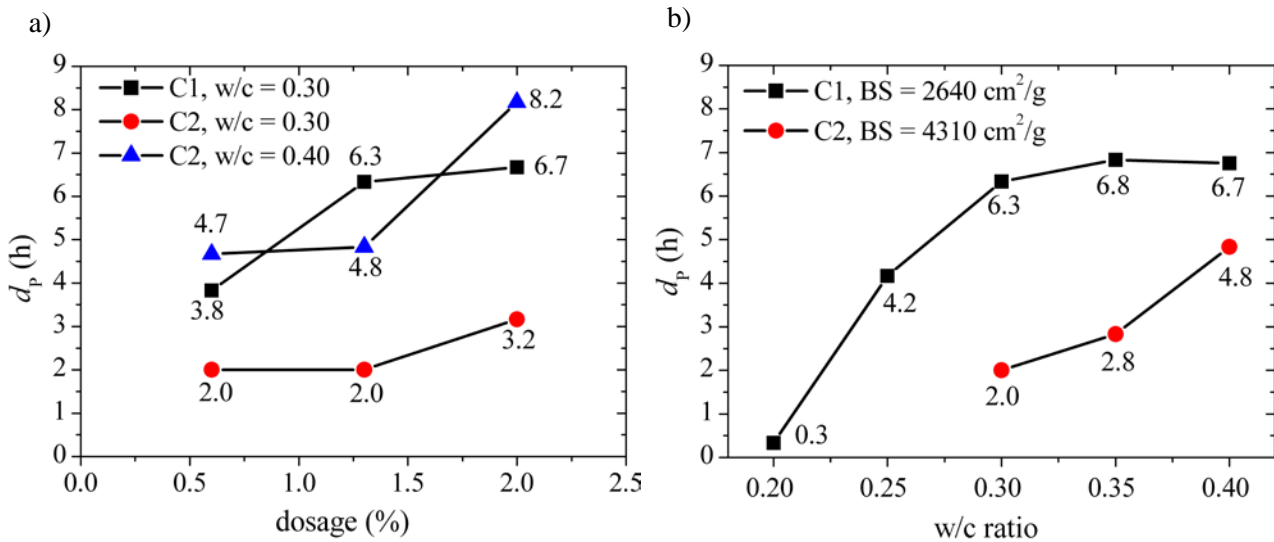 a)
C1, w/c = 0.30
C2, w/c = 0.30
C2, w/c = 0.40
9
8
7
6
5
4
3
2
1
0
d_P (h)
4.7
3.8
6.3
4.8
8.2
6.7
2.0
2.0
3.2
0.0 0.5 1.0 1.5 2.0 2.5
dosage (%)
b)
C1, BS = 2640 cm²/g
C2, BS = 4310 cm²/g
9
8
7
6
5
4
3
2
1
0
d_P (h)
0.3
4.2
6.3
6.8
6.7
2.0
2.8
4.8
0.20 0.25 0.30 0.35 0.40
w/c ratio